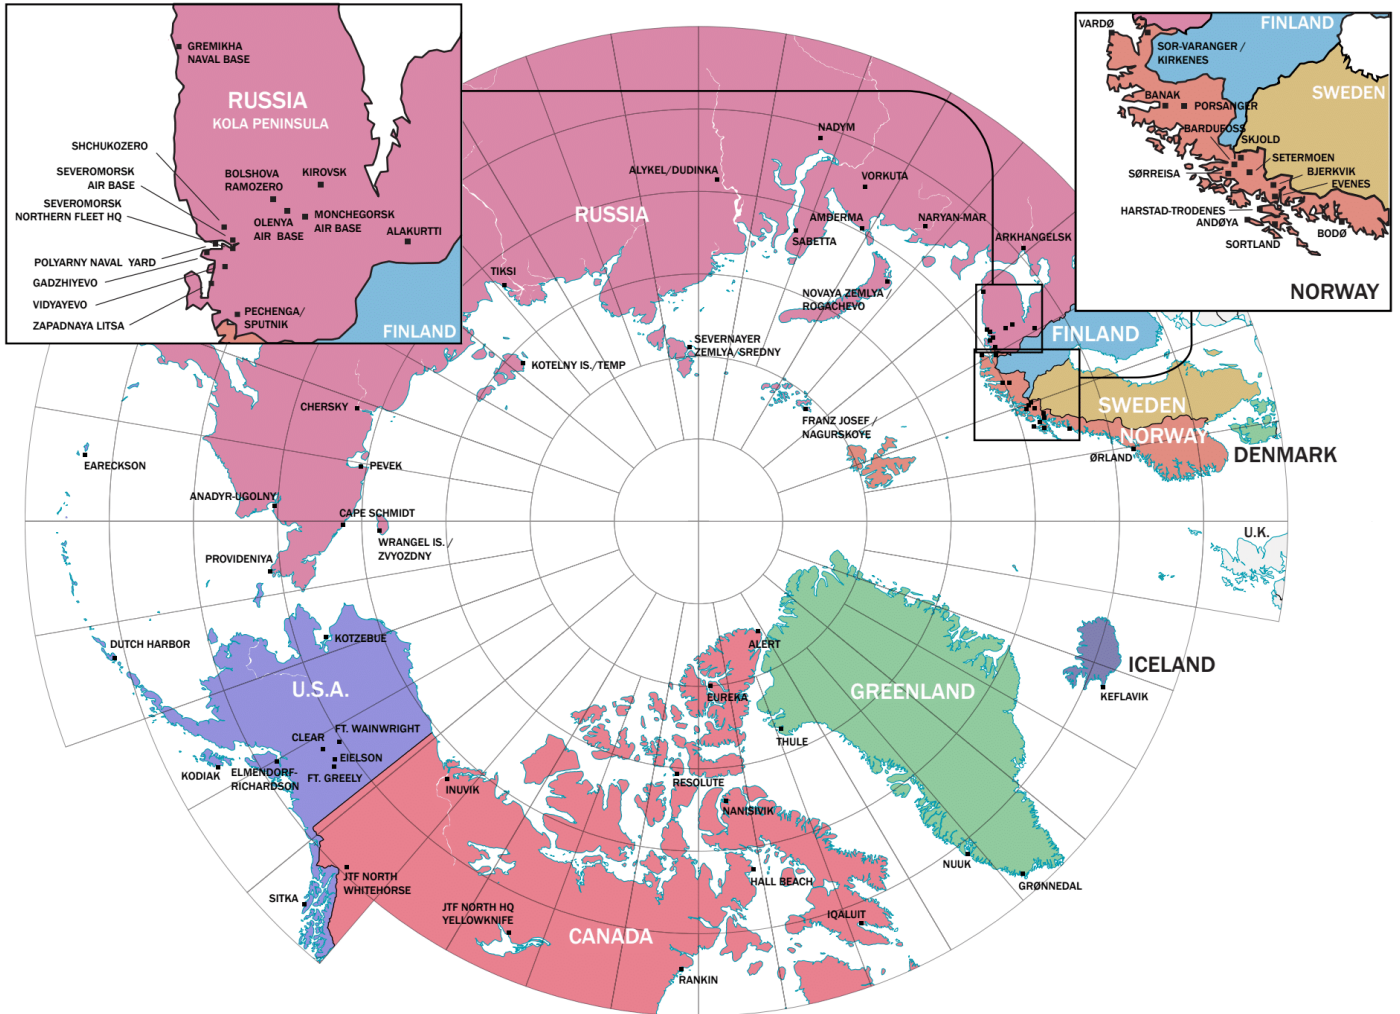 GREMIKHA
NAVAL BASE
RUSSIA
KOLA PENINSULA
SHCHUKOZERO
SEVEROMORSK
AIR BASE
SEVEROMORSK
NORTHERN FLEET HQ
POLYARNY NAVAL YARD
GADZHIYEVO
VIDYAYEVO
ZAPADNAYA LITSA
BOLSHOVA
RAMOZERO
KIROVSK
OLENYA
AIR BASE
MONCHEGORSK
AIR BASE
ALAKURTTI
PECHENGA/
SPUTNIK
FINLAND
VARDØ
FINLAND
SOR-VARANGER /
KIRKENES
SWEDEN
BANAK
PORSANGER
BARDUFOSS
SKJOLD
SETERMOEN
SØRREISA
BJERKVIK
EVENES
HARSTAD-TRODENES
ANDØYA
SORTLAND
BODØ
NORWAY
NADYM
ALYKEL/DUDINKA
VORKUTA
RUSSIA
AMDERMA
NARYAN-MAR
SABETTA
ARKHANGELSK
TIKSI
NOVAYA ZEMLYA /
ROGACHEVO
FINLAND
SEVERNAYER
ZEMLYA/SREDNY
KOTELNY IS./TEMP
CHERSKY
FRANZ JOSEF /
NAGURSKOYE
SWEDEN
NORWAY
ØRLAND
DENMARK
EARECKSON
PEVEK
ANADYR-UGOLNY
CAPE SCHMIDT
WRANGEL IS. /
ZVYOZDNY
PROVIDENIYA
U.K.
DUTCH HARBOR
KOTZEBUE
ALERT
ICELAND
U.S.A.
EUREKA
GREENLAND
KEFLAVIK
FT. WAINWRIGHT
CLEAR
EIELSON
THULE
KODIAK
ELMENDORF-
RICHARDSON
FT. GREELY
INUVIK
RESOLUTE
NANISIVIK
NUUK
JTF NORTH
WHITEHORSE
HALL BEACH
GRØNNEDAL
SITKA
JTF NORTH HQ
YELLOWKNIFE
IQALUIT
CANADA
RANKIN